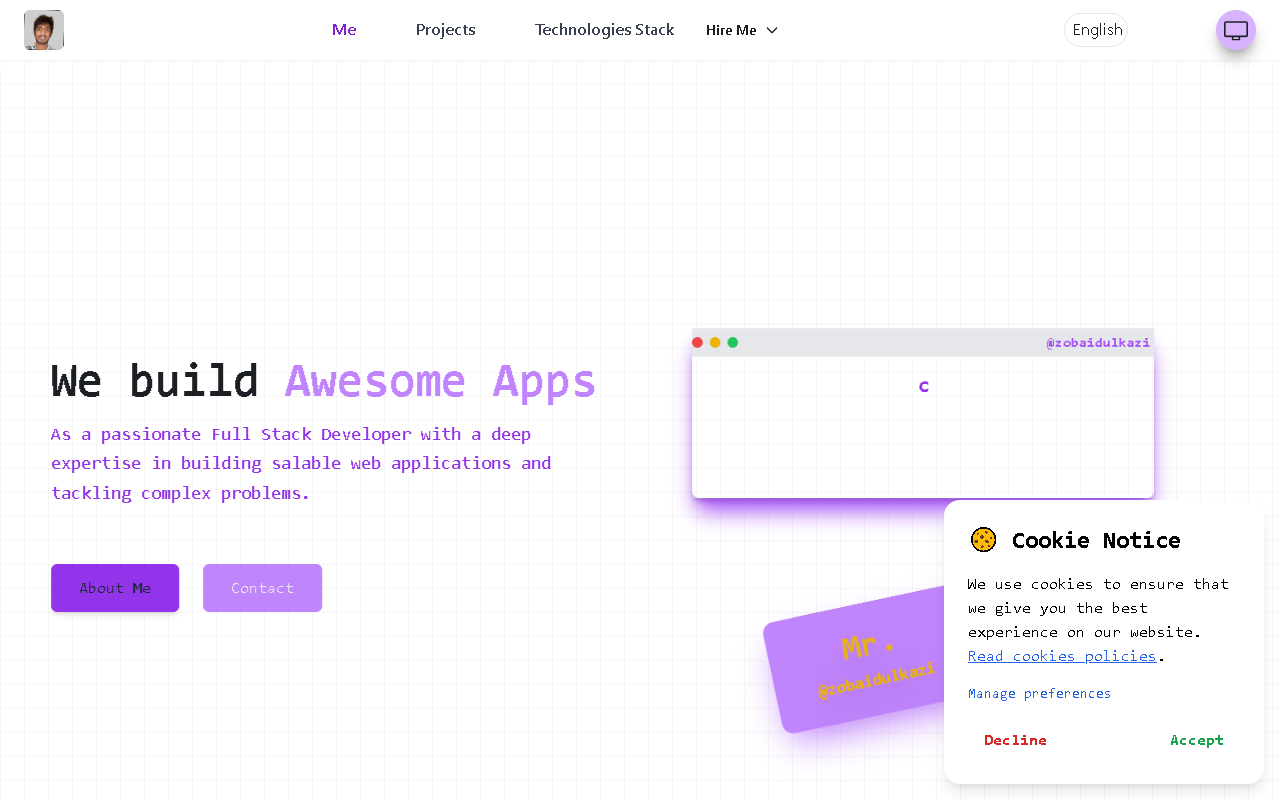 Me
Projects
Technologies Stack
Hire Me
English
We build Awesome Apps
As a passionate Full Stack Developer with a deep
expertise in building salable web applications and
tackling complex problems.
About Me
Contact
@zobaidulkazi
c
Mr.
@zobaidulkazi
Cookie Notice
We use cookies to ensure that
we give you the best
experience on our website.
Read cookies policies.
Manage preferences
Decline
Accept